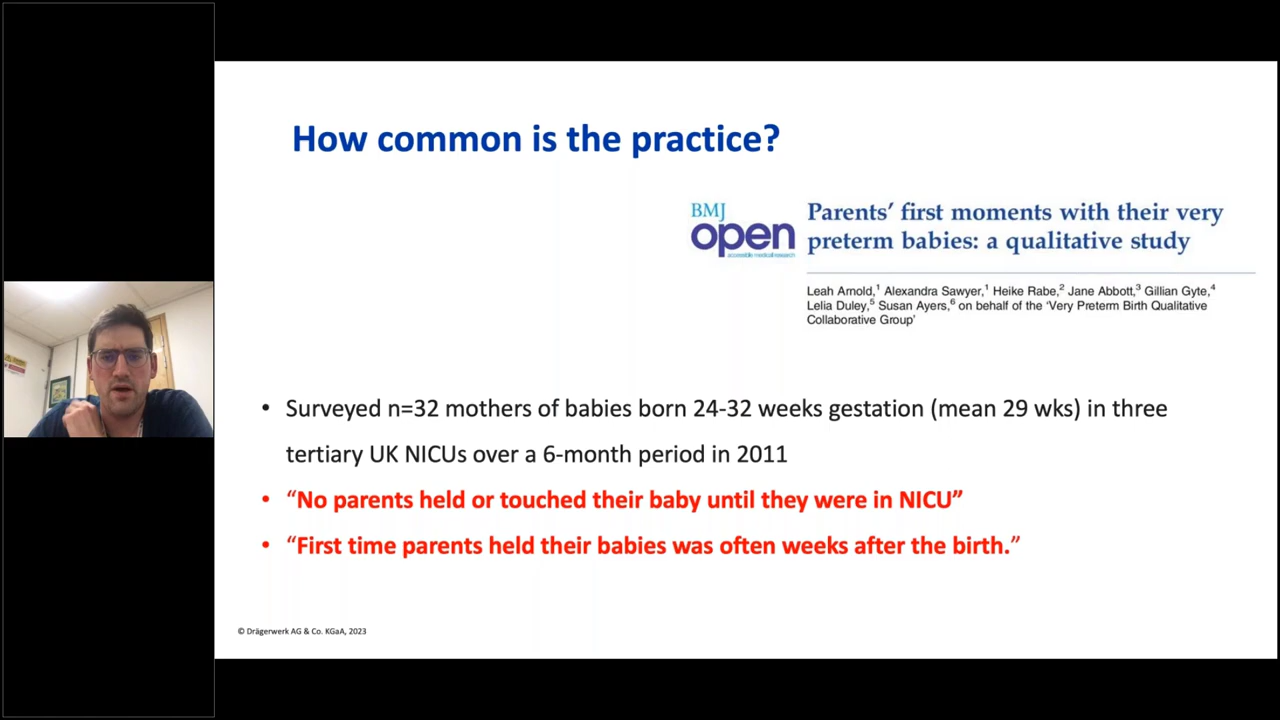 How common is the practice?
BMJ
open
accessible medical research
Parents’ first moments with their very
preterm babies: a qualitative study
Leah Arnold,¹ Alexandra Sawyer,¹ Heike Rabe,² Jane Abbott,³ Gillian Gyte,⁴
Lelia Duley,⁵ Susan Ayers,⁶ on behalf of the ‘Very Preterm Birth Qualitative
Collaborative Group’
• Surveyed n=32 mothers of babies born 24-32 weeks gestation (mean 29 wks) in three
tertiary UK NICUs over a 6-month period in 2011
• “No parents held or touched their baby until they were in NICU”
• “First time parents held their babies was often weeks after the birth.”
© Drägerwerk AG & Co. KGaA, 2023